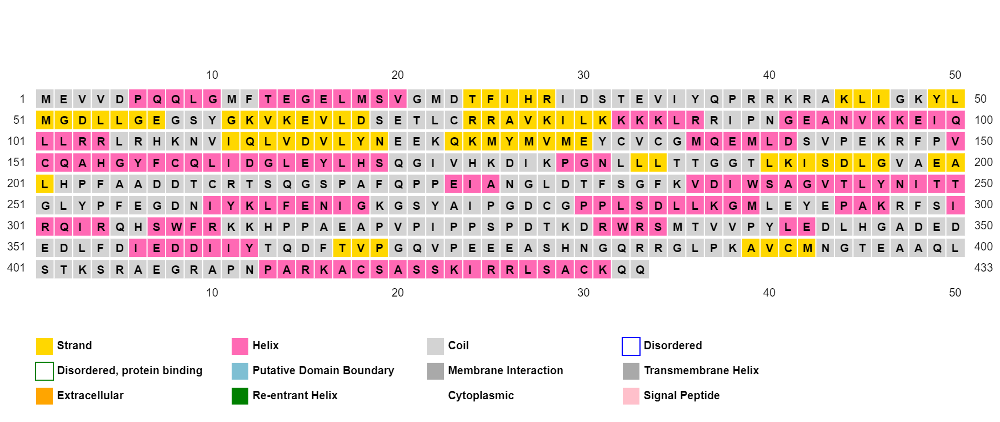 10 20 30 40 50
1 M E V V D P Q Q L G M F T E G E L M S V G M D T F I H R I D S T E V I Y Q P R R K R A K L I G K Y L 50
51 M G D L L G E G S Y G K V K E V L D S E T L C R R A V K I L K K K K L R R I P N G E A N V K K E I Q 100
101 L L R R L R H K N V I Q L V D V L Y N E E K Q K M Y M V M E Y C V C G M Q E M L D S V P E K R F P V 150
151 C Q A H G Y F C Q L I D G L E Y L H S Q G I V H K D I K P G N L L L T T G G T L K I S D L G V A E A 200
201 L H P F A A D D T C R T S Q G S P A F Q P P E I A N G L D T F S G F K V D I W S A G V T L Y N I T T 250
251 G L Y P F E G D N I Y K L F E N I G K G S Y A I P G D C G P P L S D L L K G M L E Y E P A K R F S I 300
301 R Q I R Q H S W F R K K H P P A E A P V P I P P S P D T K D R W R S M T V V P Y L E D L H G A D E D 350
351 E D L F D I E D D I I Y T Q D F T V P G Q V P E E E A S H N G Q R R G L P K A V C M N G T E A A Q L 400
401 S T K S R A E G R A P N P A R K A C S A S S K I R R L S A C K Q Q 433
10 20 30 40 50
Strand Helix Coil Disordered
Disordered, protein binding Putative Domain Boundary Membrane Interaction Transmembrane Helix
Extracellular Re-entrant Helix Cytoplasmic Signal Peptide